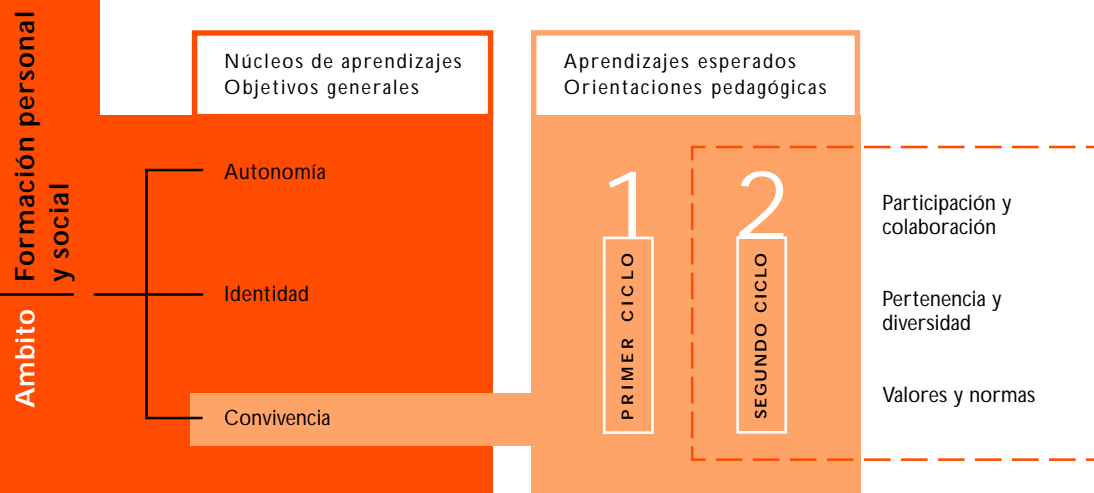 Ambito Formación personal
y social
Núcleos de aprendizajes
Objetivos generales
Autonomía
Identidad
Convivencia
Aprendizajes esperados
Orientaciones pedagógicas
1
PRIMER CICLO
2
SEGUNDO CICLO
Participación y
colaboración
Pertenencia y
diversidad
Valores y normas